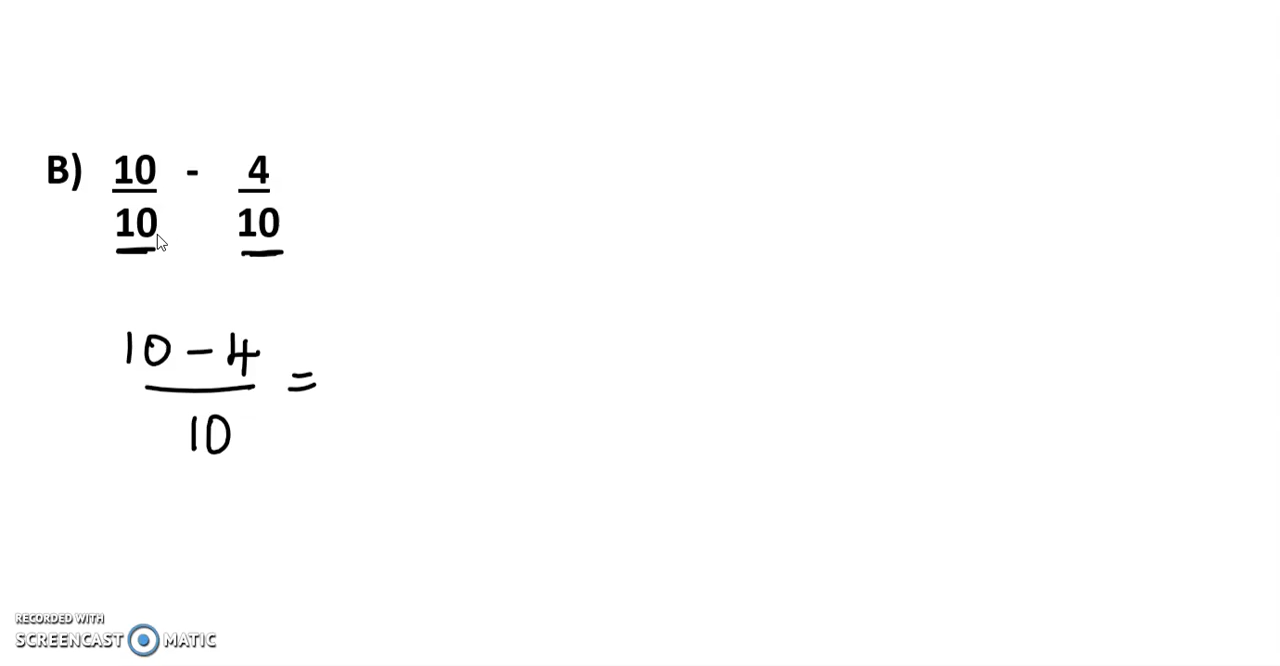 B) 10 - 4
10 10
10 - 4 =
10
RECORDED WITH
SCREENCAST MATIC